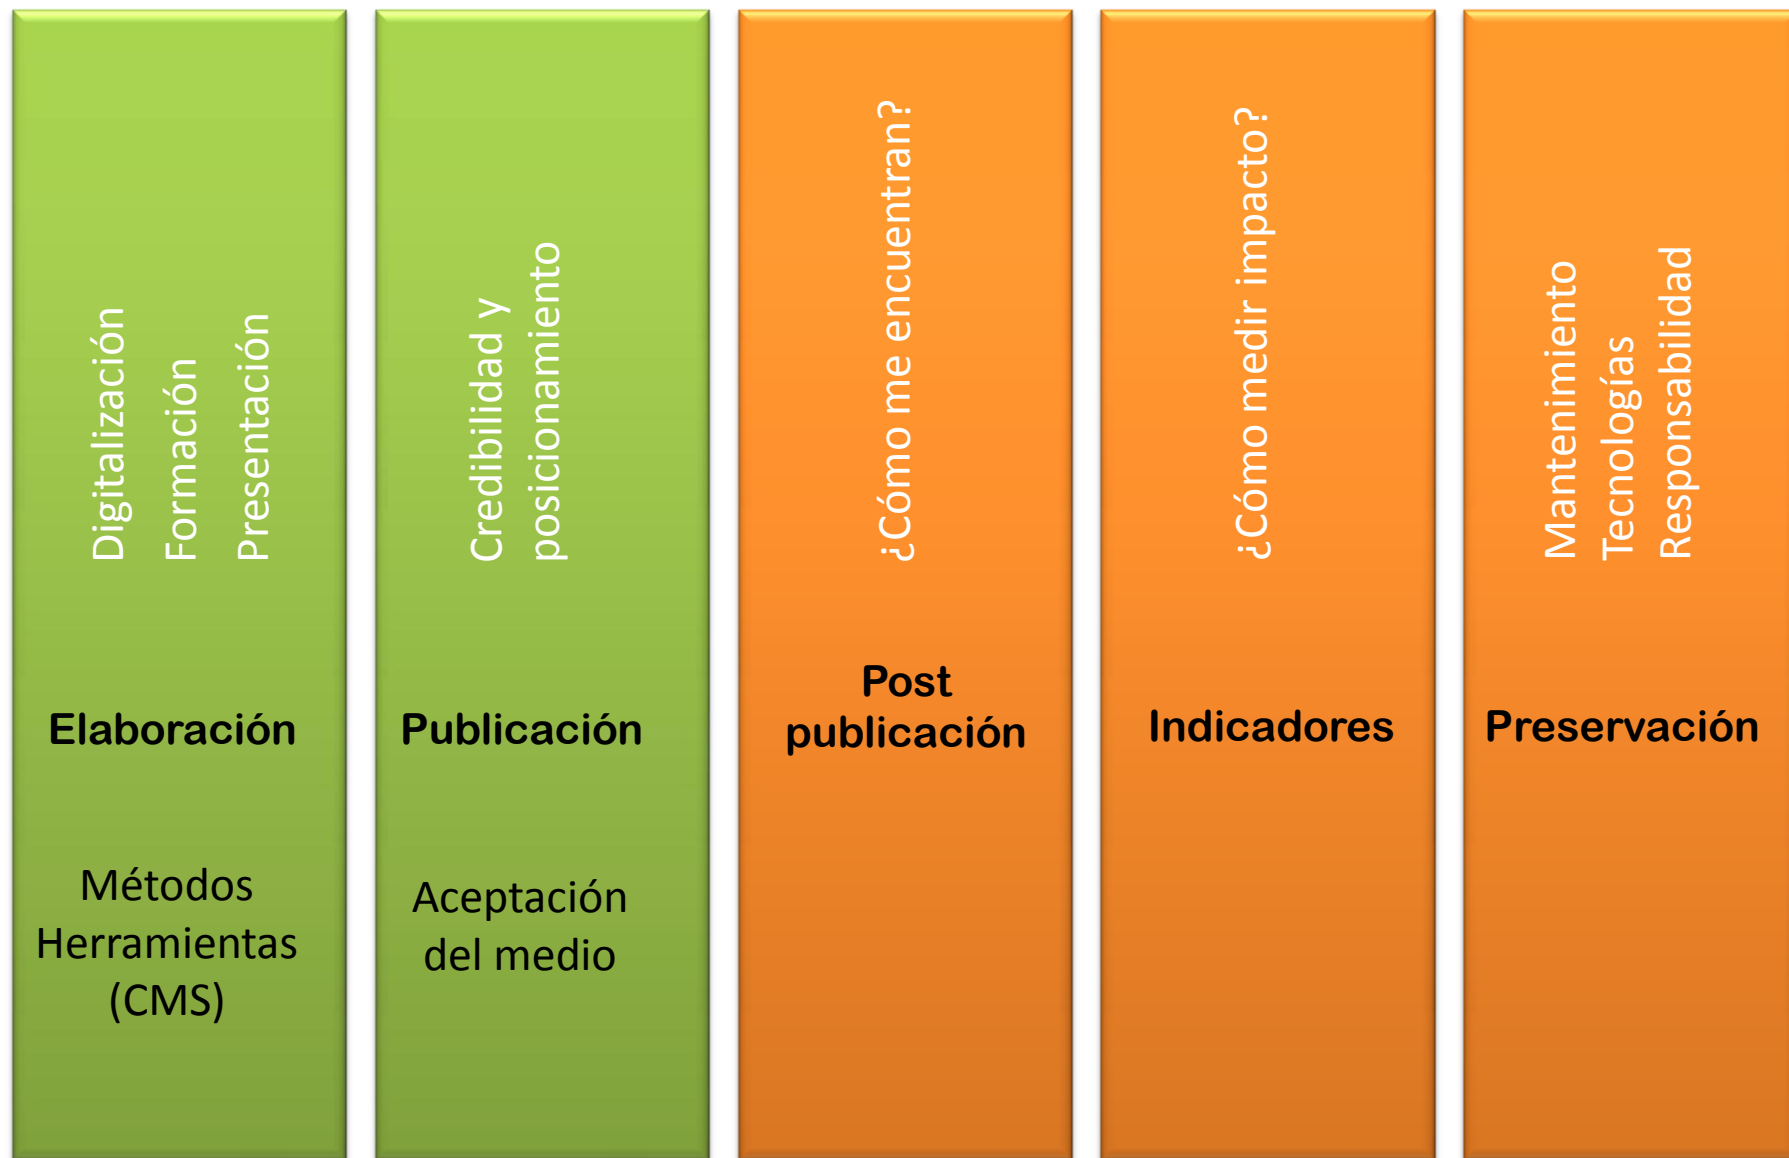 Digitalización
Formación
Presentación
Elaboración
Métodos
Herramientas
(CMS)
Credibilidad y
posicionamiento
Publicación
Aceptación
del medio
¿Cómo me encuentran?
Post
publicación
¿Cómo medir impacto?
Indicadores
Mantenimiento
Tecnologías
Responsabilidad
Preservación